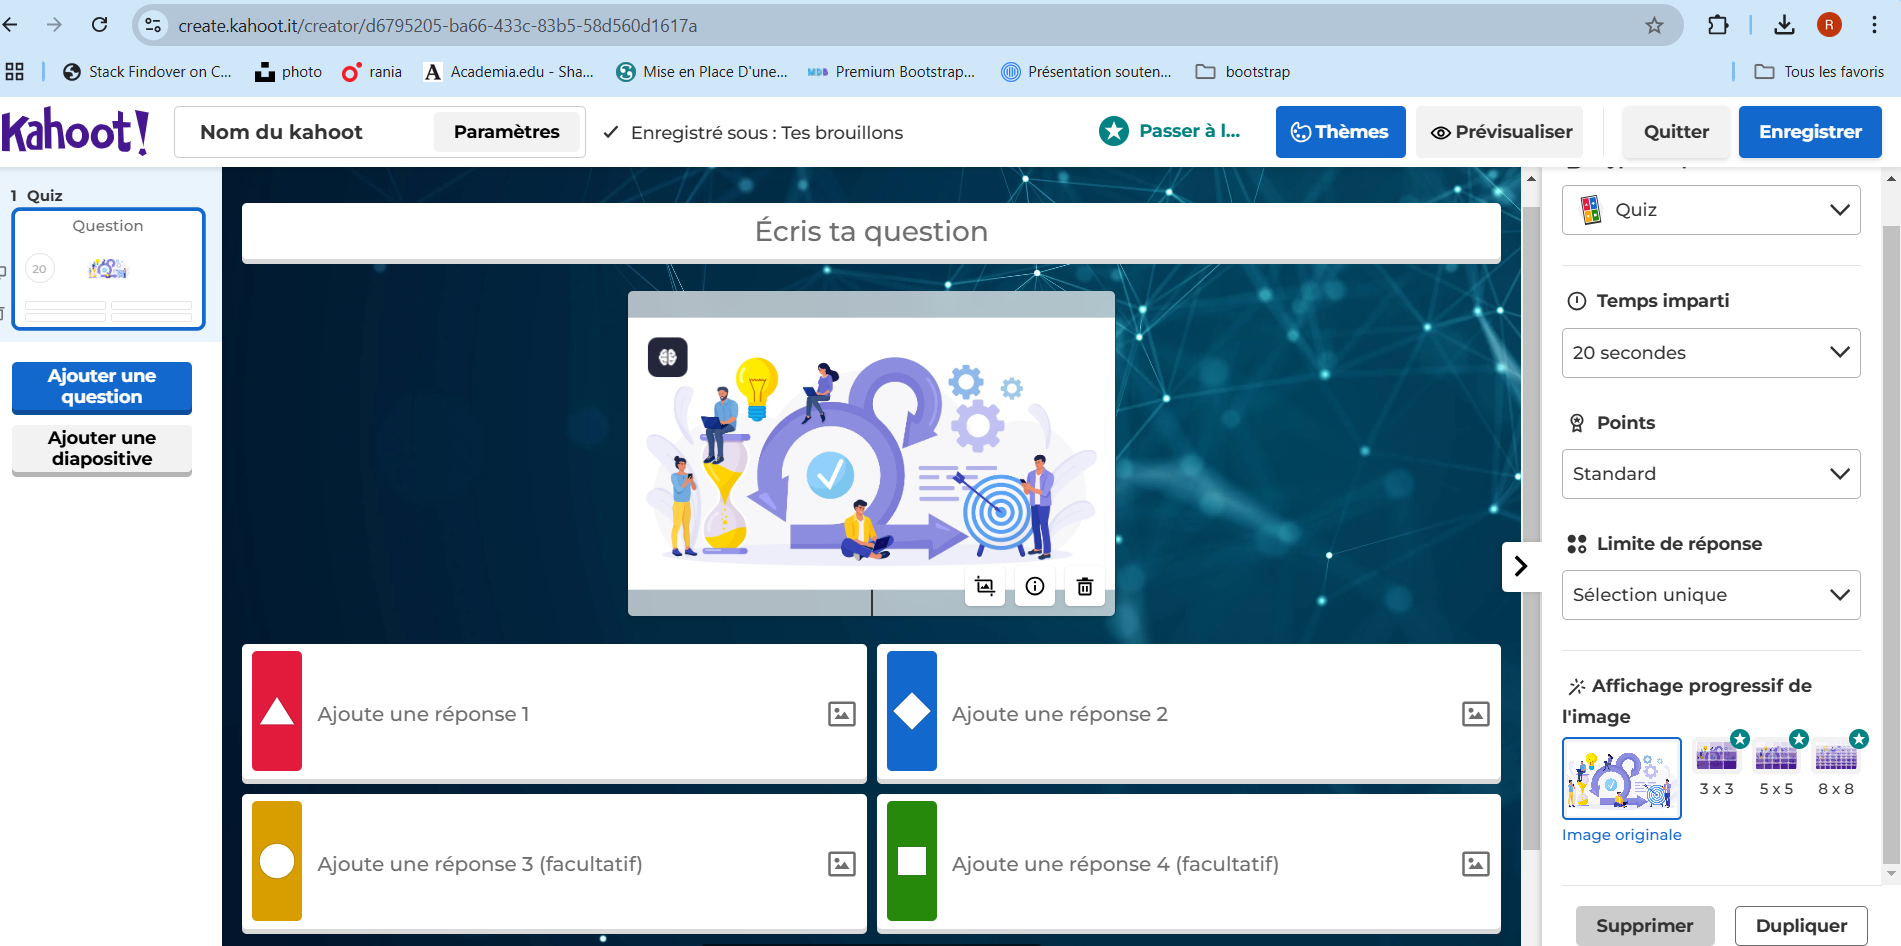 create.kahoot.it/creator/d6795205-ba66-433c-83b5-58d560d1617a
R
Stack Findover on C...
photo
rania
Academia.edu - Sha...
Mise en Place D'une...
Premium Bootstrap...
Présentation souten...
bootstrap
Tous les favoris
Kahoot!
Nom du kahoot
Paramètres
Enregistré sous : Tes brouillons
Passer à l...
Thèmes
Prévisualiser
Quitter
Enregistrer
1 Quiz
Question
20
Ajouter une
question
Ajouter une
diapositive
Écris ta question
Ajoute une réponse 1
Ajoute une réponse 2
Ajoute une réponse 3 (facultatif)
Ajoute une réponse 4 (facultatif)
Quiz
Temps imparti
20 secondes
Points
Standard
Limite de réponse
Sélection unique
Affichage progressif de
l'image
3 x 3
5 x 5
8 x 8
Image originale
Supprimer
Dupliquer